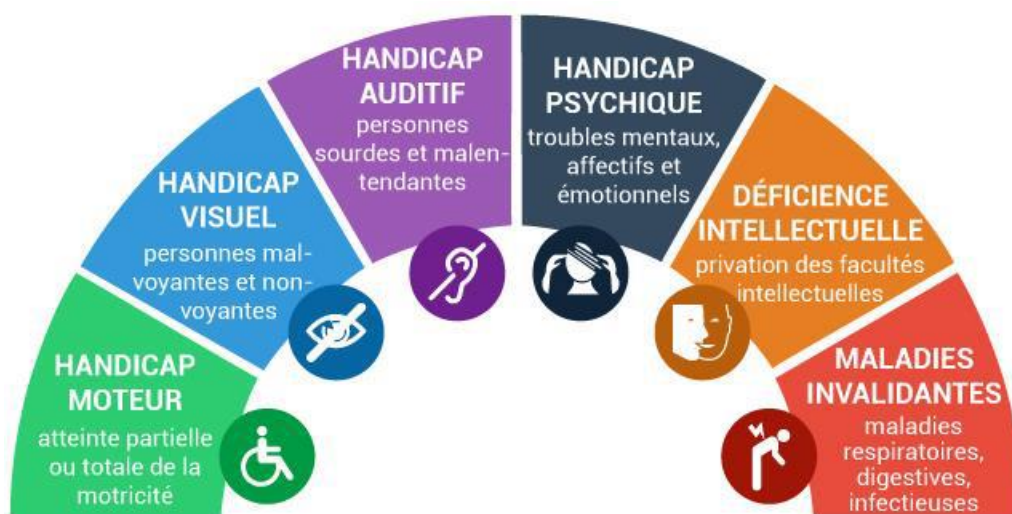 HANDICAP
MOTEUR
atteinte partielle
ou totale de la
motricité
HANDICAP
VISUEL
personnes mal-
voyantes et non-
voyantes
HANDICAP
AUDITIF
personnes
sourdes et malen-
tendantes
HANDICAP
PSYCHIQUE
troubles mentaux,
affectifs et
émotionnels
DÉFICIENCE
INTELLECTUELLE
privation des facultés
intellectuelles
MALADIES
INVALIDANTES
maladies
respiratoires,
digestives,
infectieuses